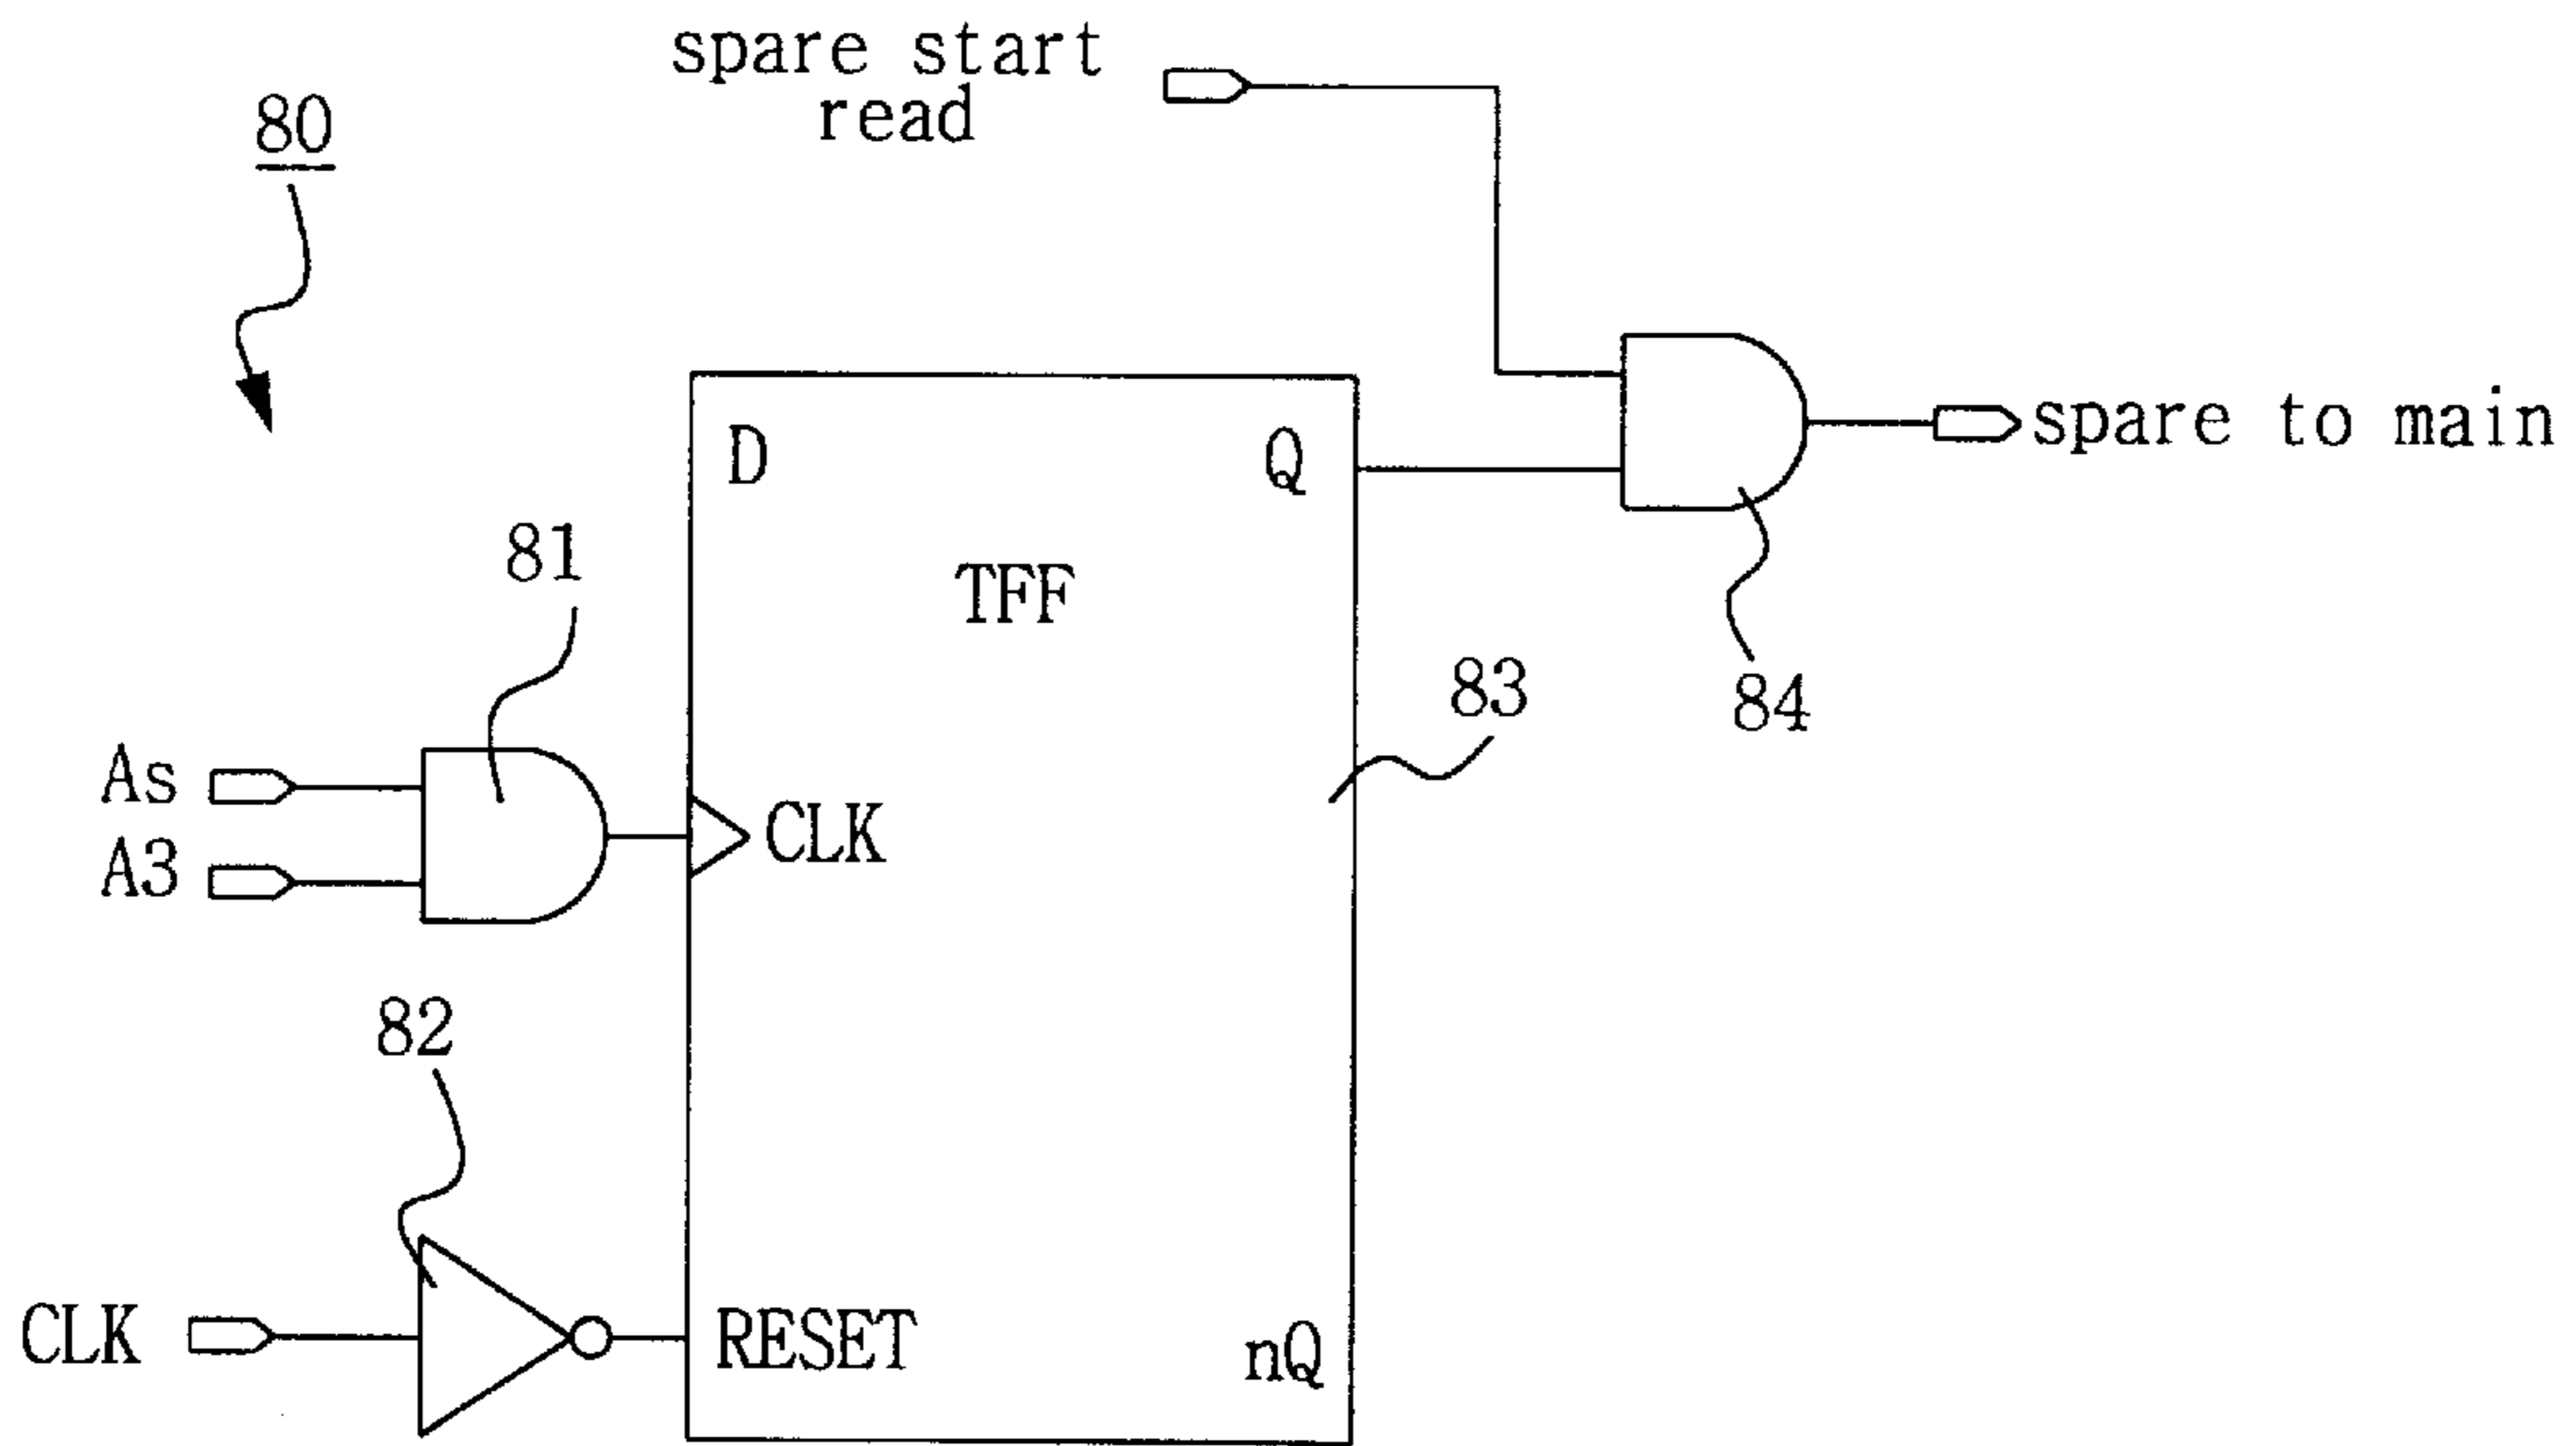 spare start
read
80
D
Q
spare to main
81
TFF
83
84
As
A3
CLK
82
CLK
RESET
nQ